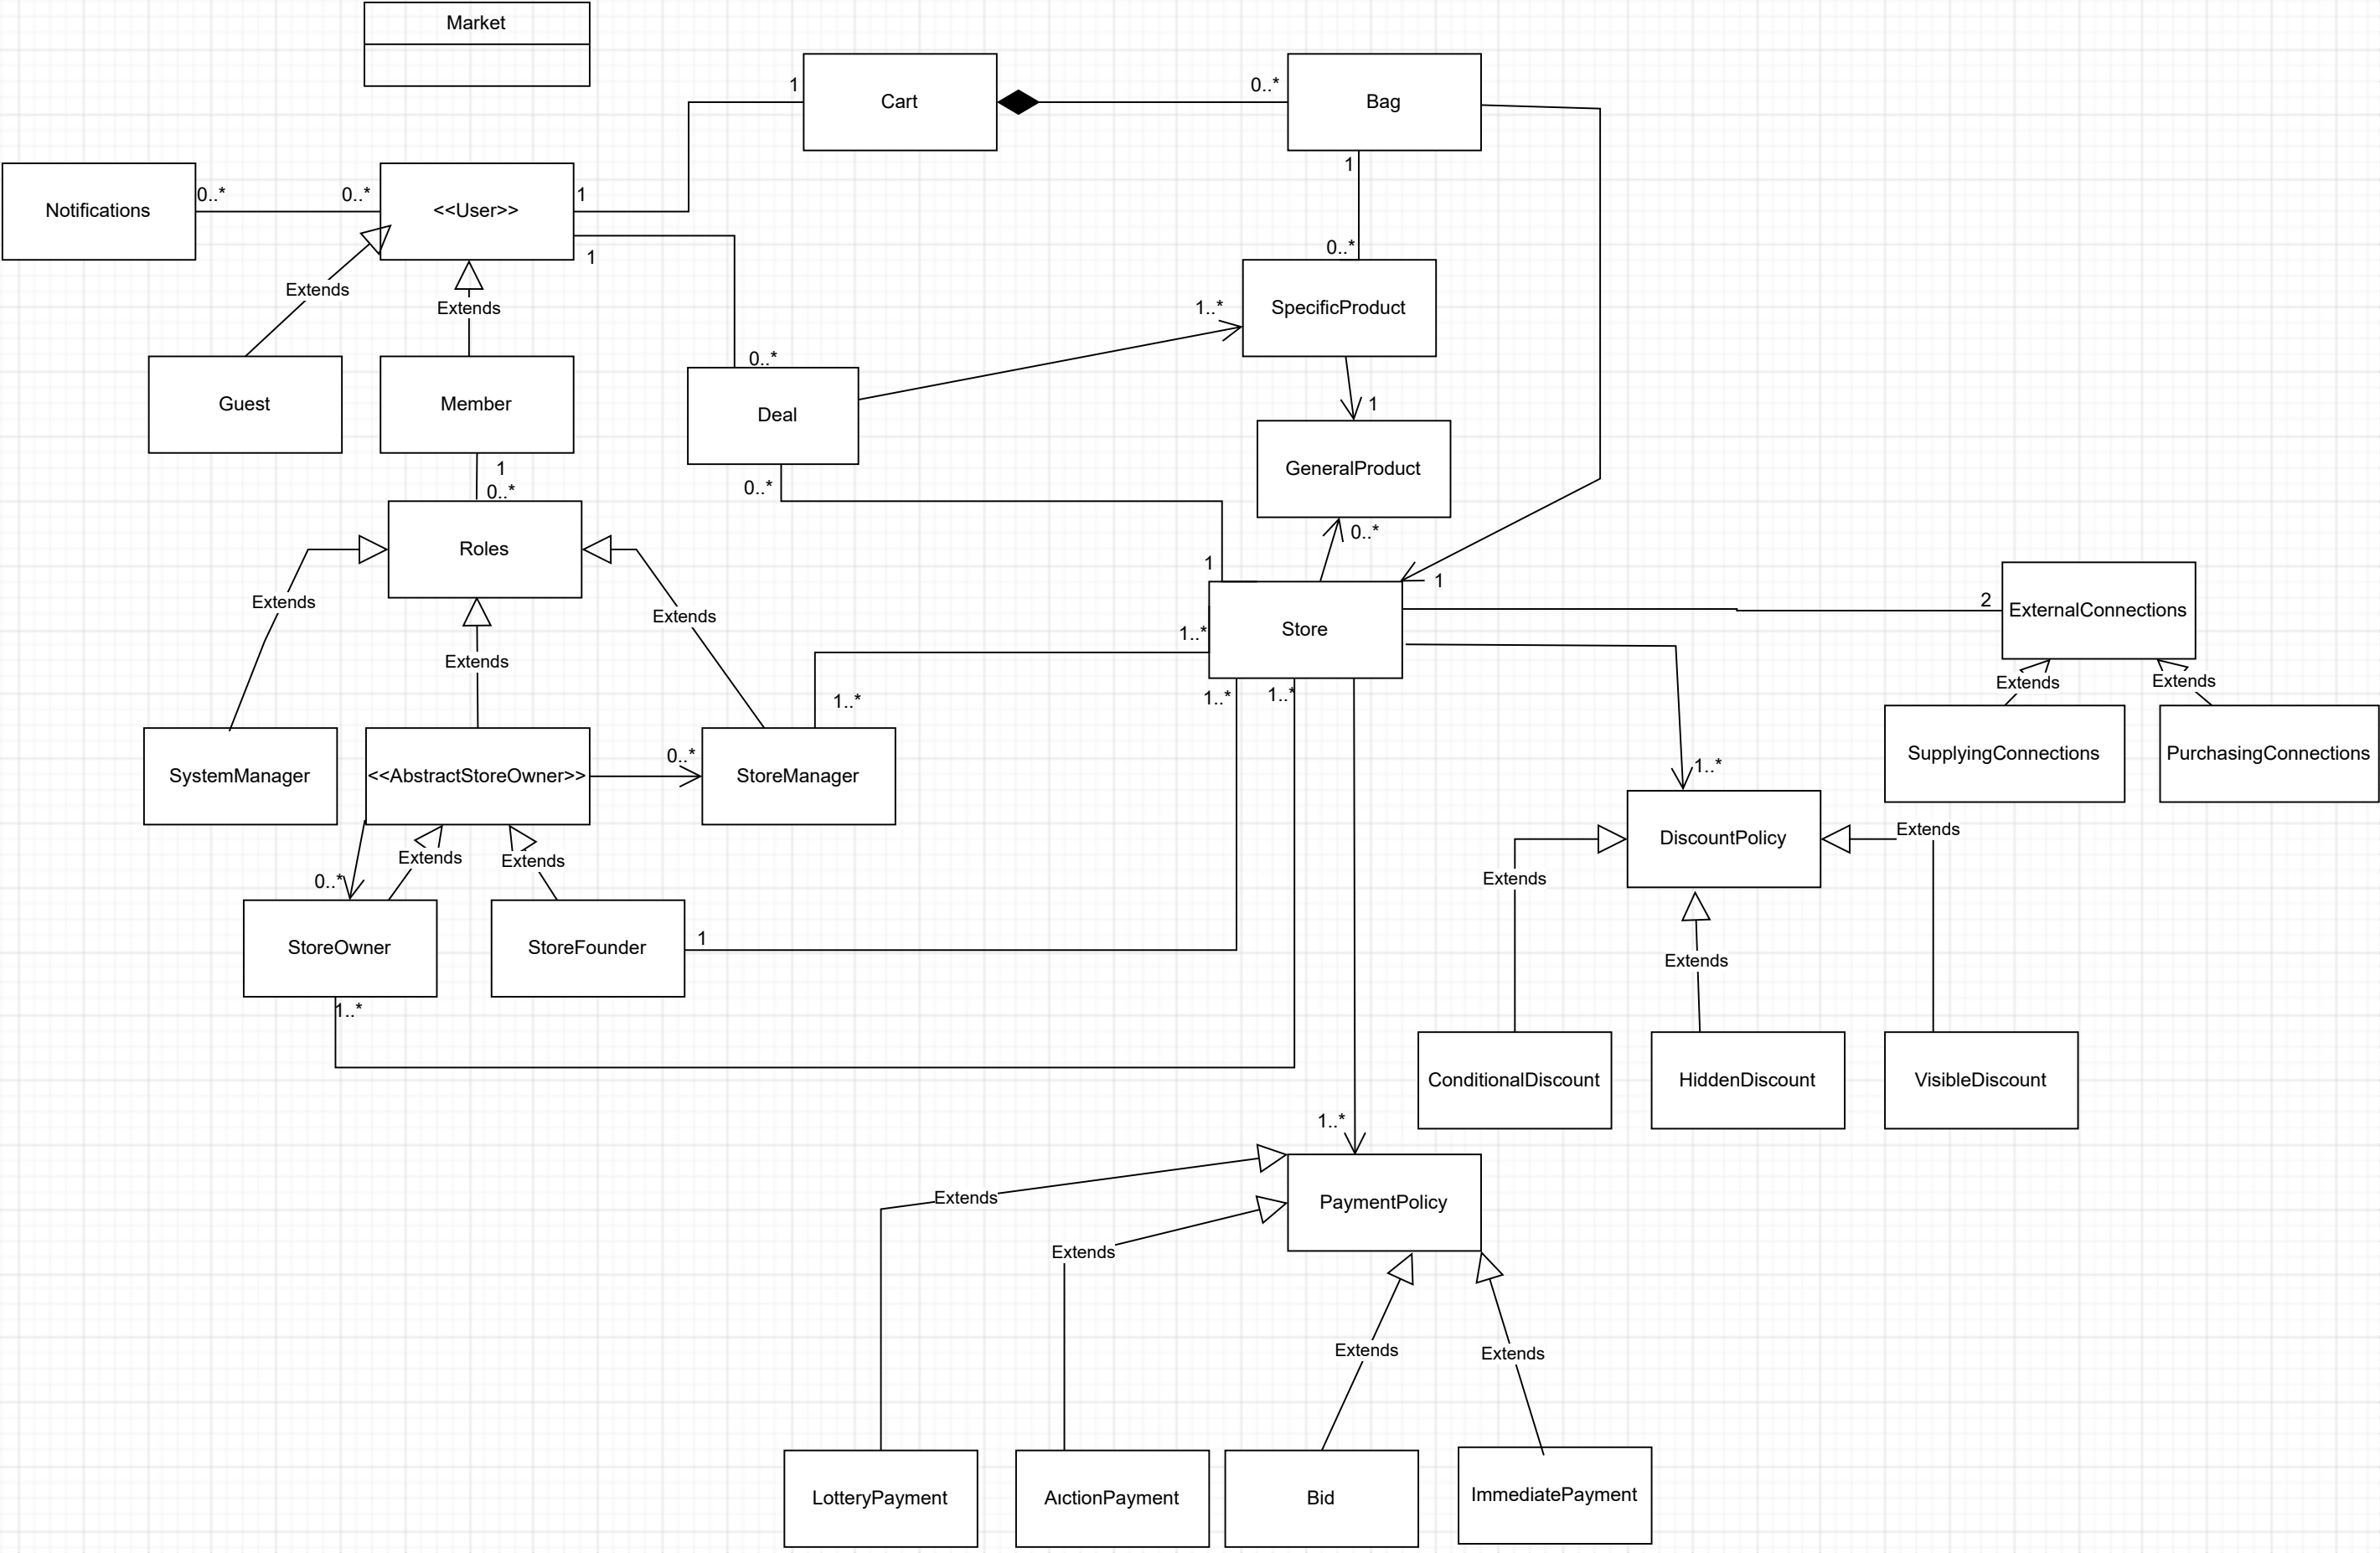 Market
Cart
Bag
1
0..*
Notifications
<<User>>
0..*
0..*
1
1
1
0..*
Extends
Extends
SpecificProduct
1..*
0..*
Guest
Member
Deal
1
GeneralProduct
1
0..*
0..*
0..*
Roles
1
1
ExternalConnections
2
Extends
Extends
Store
1..*
Extends
1..*
1..*
1..*
Extends
Extends
SystemManager
<<AbstractStoreOwner>>
0..*
StoreManager
SupplyingConnections
PurchasingConnections
1..*
DiscountPolicy
Extends
Extends
Extends
Extends
0..*
StoreOwner
StoreFounder
1
Extends
1..*
ConditionalDiscount
HiddenDiscount
VisibleDiscount
1..*
PaymentPolicy
Extends
Extends
Extends
Extends
LotteryPayment
AıctionPayment
Bid
ImmediatePayment